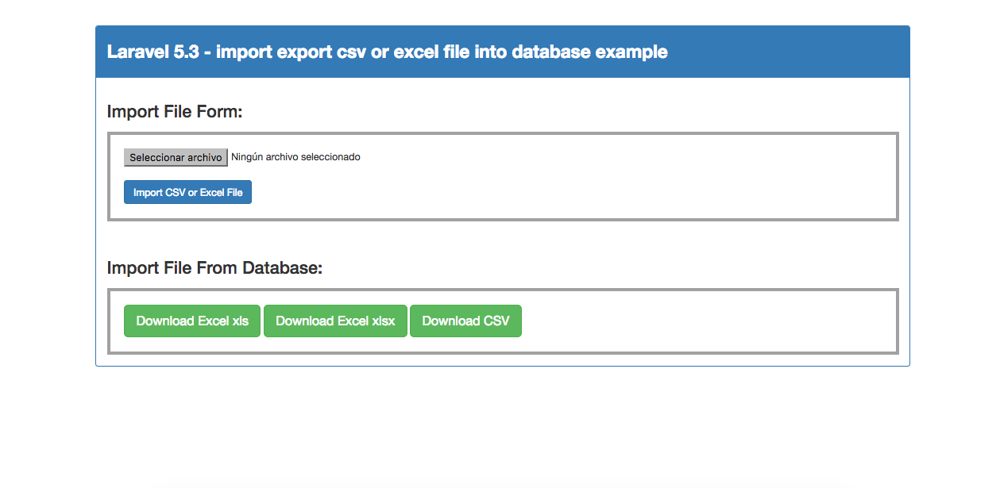 Laravel 5.3 - import export csv or excel file into database example
Import File Form:
Seleccionar archivo Ningún archivo seleccionado
Import CSV or Excel File
Import File From Database:
Download Excel xls Download Excel xlsx Download CSV